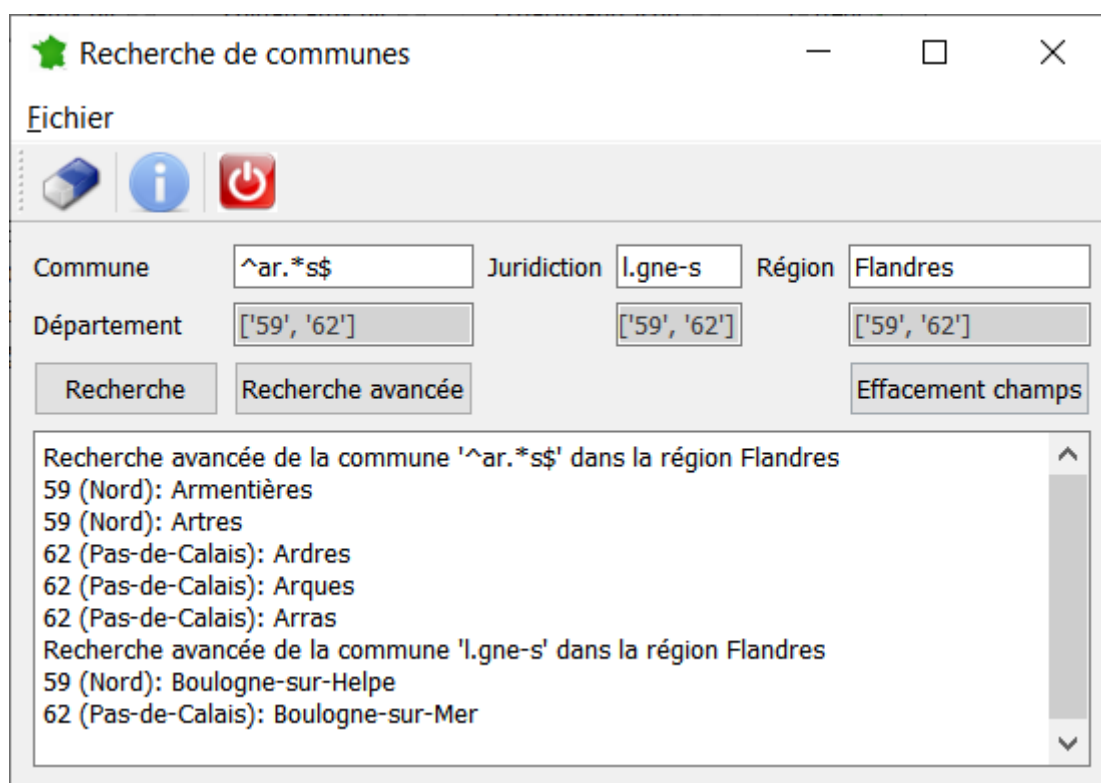 Recherche de communes
Fichier
Commune ^ar.*s$ Juridiction l.gne-s Région Flandres
Département ['59', '62'] ['59', '62'] ['59', '62']
Recherche Recherche avancée Effacement champs
Recherche avancée de la commune '^ar.*s$' dans la région Flandres
59 (Nord): Armentières
59 (Nord): Artres
62 (Pas-de-Calais): Ardres
62 (Pas-de-Calais): Arques
62 (Pas-de-Calais): Arras
Recherche avancée de la commune 'l.gne-s' dans la région Flandres
59 (Nord): Boulogne-sur-Helpe
62 (Pas-de-Calais): Boulogne-sur-Mer